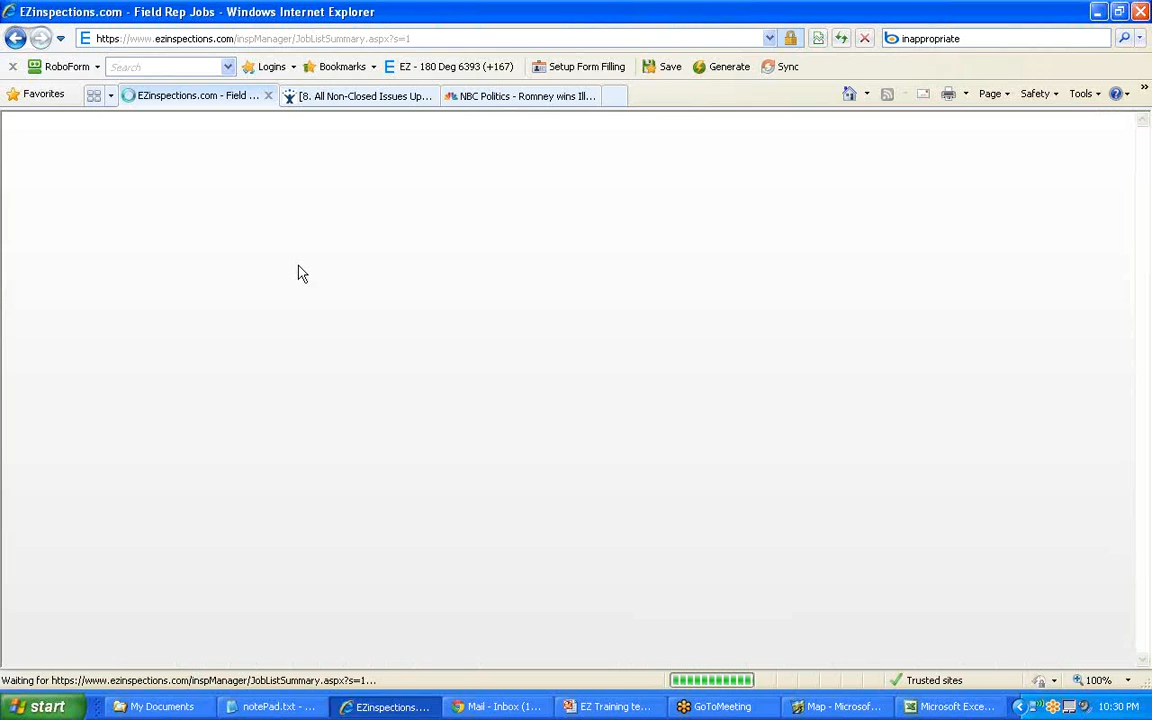 EZinspections.com - Field Rep Jobs - Windows Internet Explorer
https://www.ezinspections.com/inspManager/JobListSummary.aspx?s=1
inappropriate
RoboForm
Search
Logins
Bookmarks
EZ - 180 Deg 6393 (+167)
Setup Form Filling
Save
Generate
Sync
Favorites
EZinspections.com - Field ...
[8. All Non-Closed Issues Up...
NBC Politics - Romney wins Ill...
Page
Safety
Tools
Waiting for https://www.ezinspections.com/inspManager/JobListSummary.aspx?s=1...
Trusted sites
100%
start
My Documents
notePad.txt - ...
EZinspections....
Mail - Inbox (1...
EZ Training te...
GoToMeeting
Map - Microsof...
Microsoft Exce...
10:30 PM